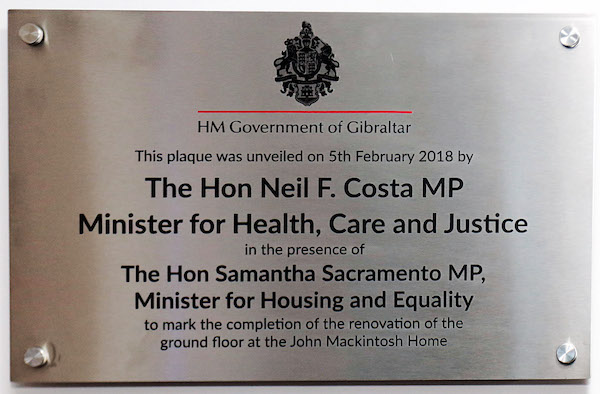 HM Government of Gibraltar
This plaque was unveiled on 5th February 2018 by
The Hon Neil F. Costa MP
Minister for Health, Care and Justice
in the presence of
The Hon Samantha Sacramento MP,
Minister for Housing and Equality
to mark the completion of the renovation of the
ground floor at the John Mackintosh Home